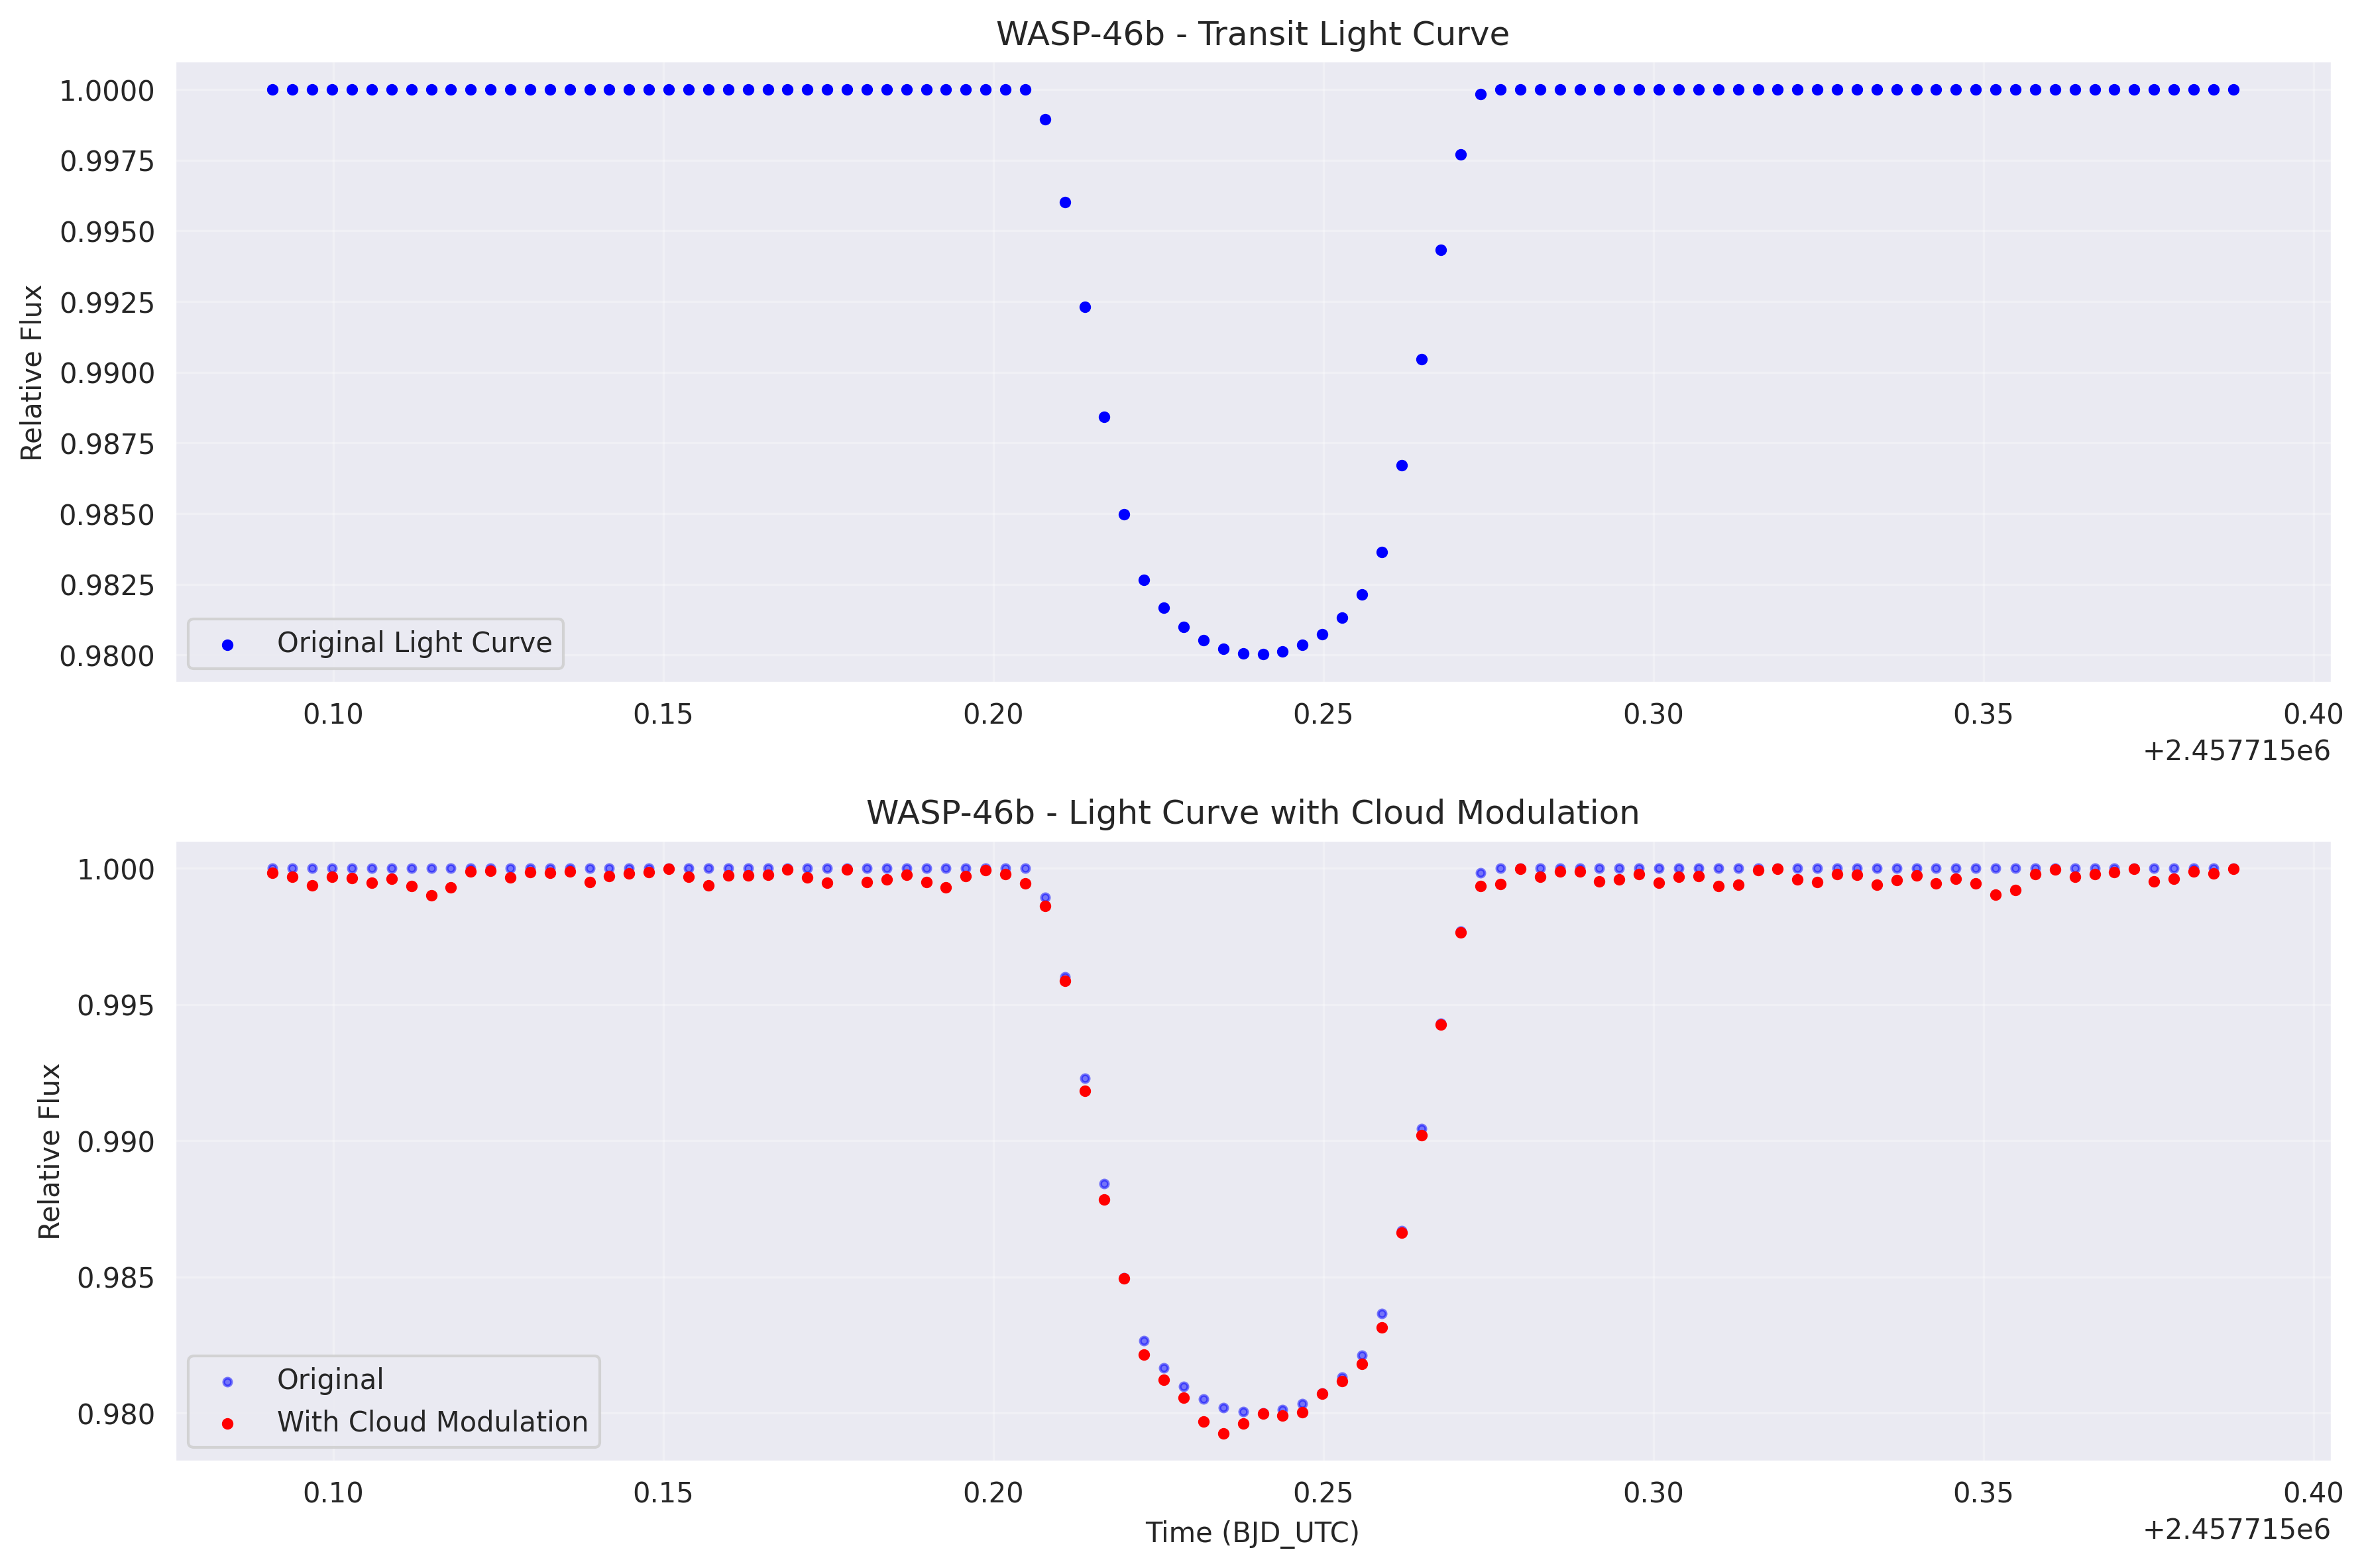 WASP-46b - Transit Light Curve
1.0000
0.9975
0.9950
0.9925
0.9900
0.9875
0.9850
0.9825
0.9800
Relative Flux
Original Light Curve
0.10 0.15 0.20 0.25 0.30 0.35 0.40
+2.457715e6
WASP-46b - Light Curve with Cloud Modulation
1.000
0.995
0.990
0.985
0.980
Relative Flux
Original
With Cloud Modulation
0.10 0.15 0.20 0.25 0.30 0.35 0.40
Time (BJD_UTC)
+2.457715e6